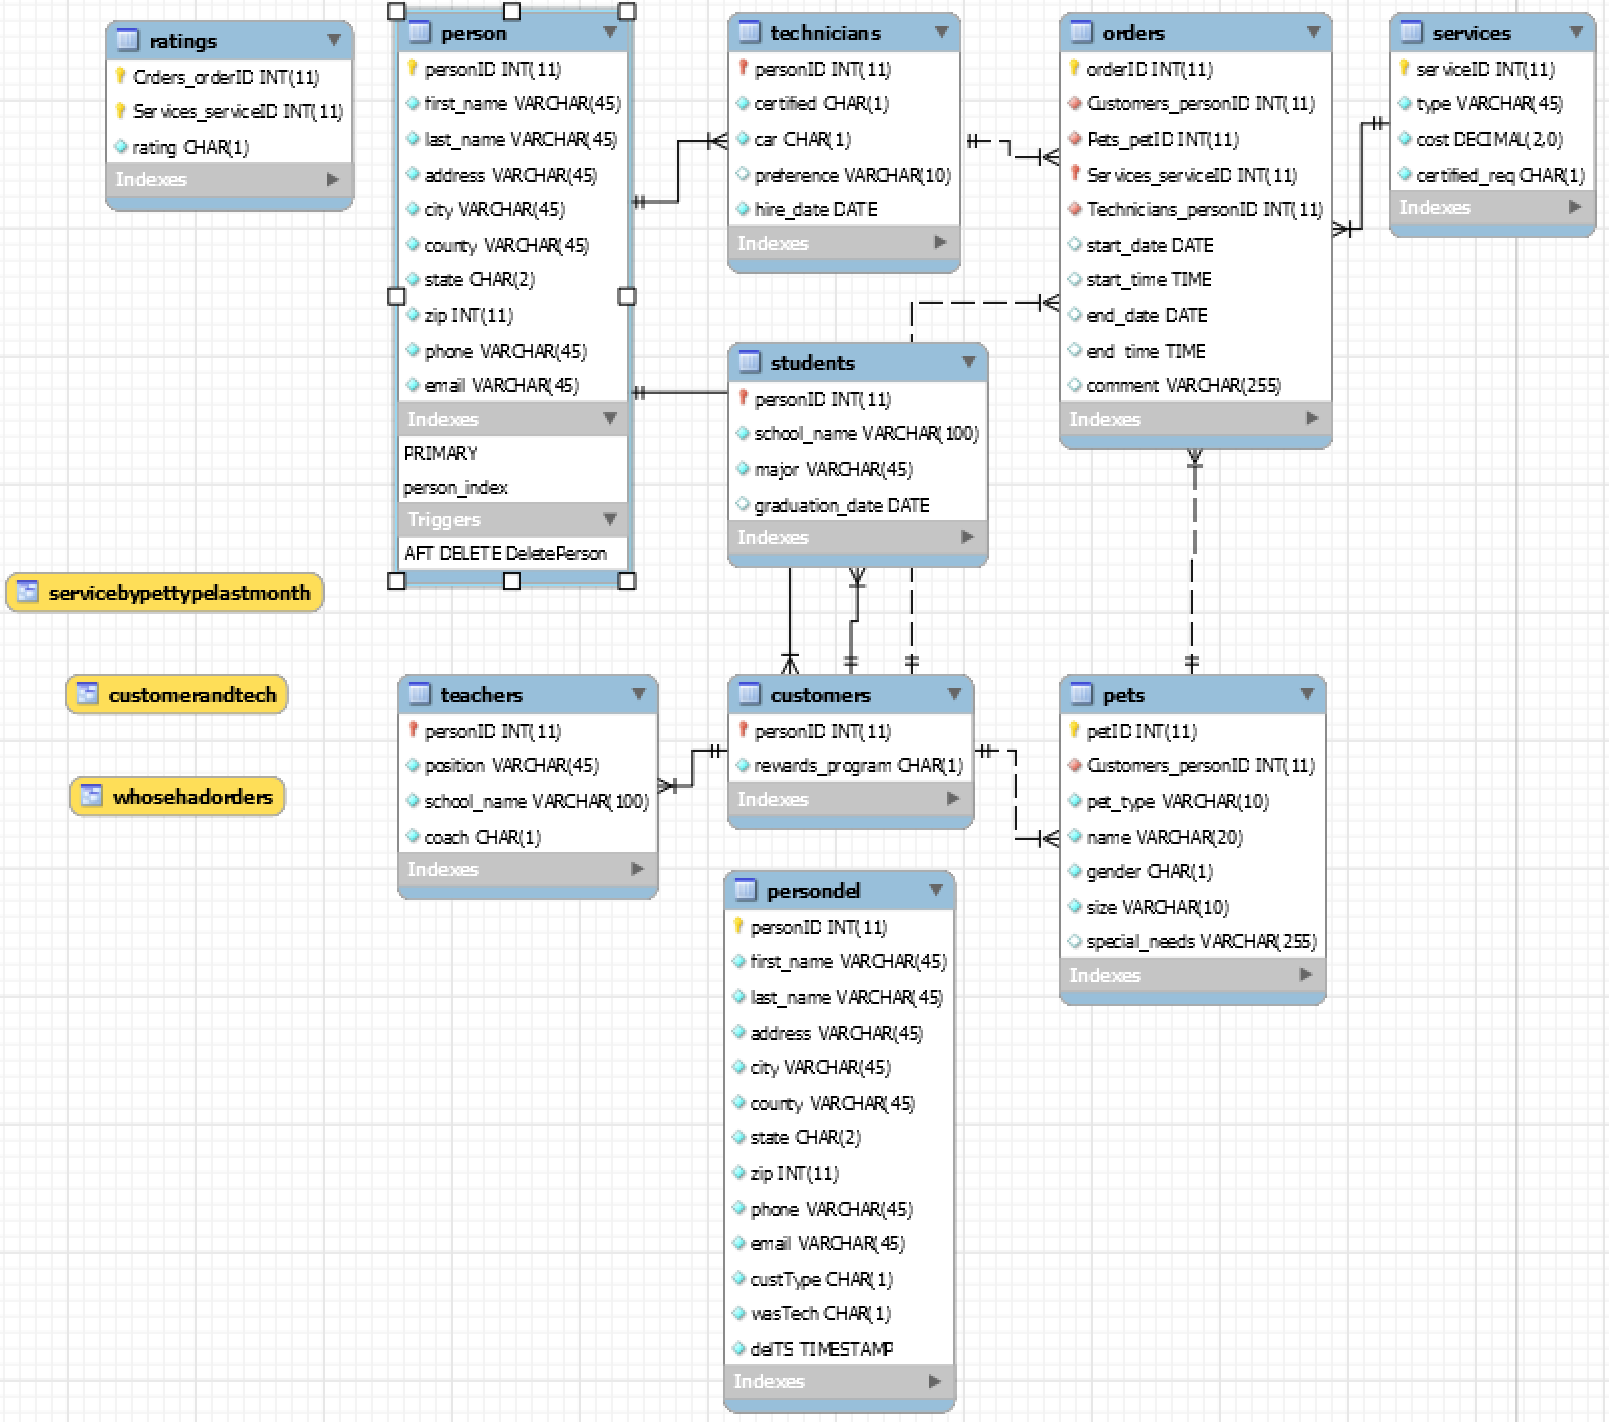 ratings
Orders_orderID INT(11)
Services_serviceID INT(11)
rating CHAR(1)
Indexes
person
personID INT(11)
first_name VARCHAR(45)
last_name VARCHAR(45)
address VARCHAR(45)
city VARCHAR(45)
county VARCHAR(45)
state CHAR(2)
zip INT(11)
phone VARCHAR(45)
email VARCHAR(45)
Indexes
PRIMARY
person_index
Triggers
AFT DELETE DeletePerson
technicians
personID INT(11)
certified CHAR(1)
car CHAR(1)
preference VARCHAR(10)
hire_date DATE
Indexes
orders
orderID INT(11)
Customers_personID INT(11)
Pets_petID INT(11)
Services_serviceID INT(11)
Technicians_personID INT(11)
start_date DATE
start_time TIME
end_date DATE
end_time TIME
comment VARCHAR(255)
Indexes
services
serviceID INT(11)
type VARCHAR(45)
cost DECIMAL(2,0)
certified_req CHAR(1)
Indexes
students
personID INT(11)
school_name VARCHAR(100)
major VARCHAR(45)
graduation_date DATE
Indexes
servicebypettypelastmonth
customerandtech
whosehadorders
teachers
personID INT(11)
position VARCHAR(45)
school_name VARCHAR(100)
coach CHAR(1)
Indexes
customers
personID INT(11)
rewards_program CHAR(1)
Indexes
pets
petID INT(11)
Customers_personID INT(11)
pet_type VARCHAR(10)
name VARCHAR(20)
gender CHAR(1)
size VARCHAR(10)
special_needs VARCHAR(255)
Indexes
persondel
personID INT(11)
first_name VARCHAR(45)
last_name VARCHAR(45)
address VARCHAR(45)
city VARCHAR(45)
county VARCHAR(45)
state CHAR(2)
zip INT(11)
phone VARCHAR(45)
email VARCHAR(45)
custType CHAR(1)
wasTech CHAR(1)
delTS TIMESTAMP
Indexes